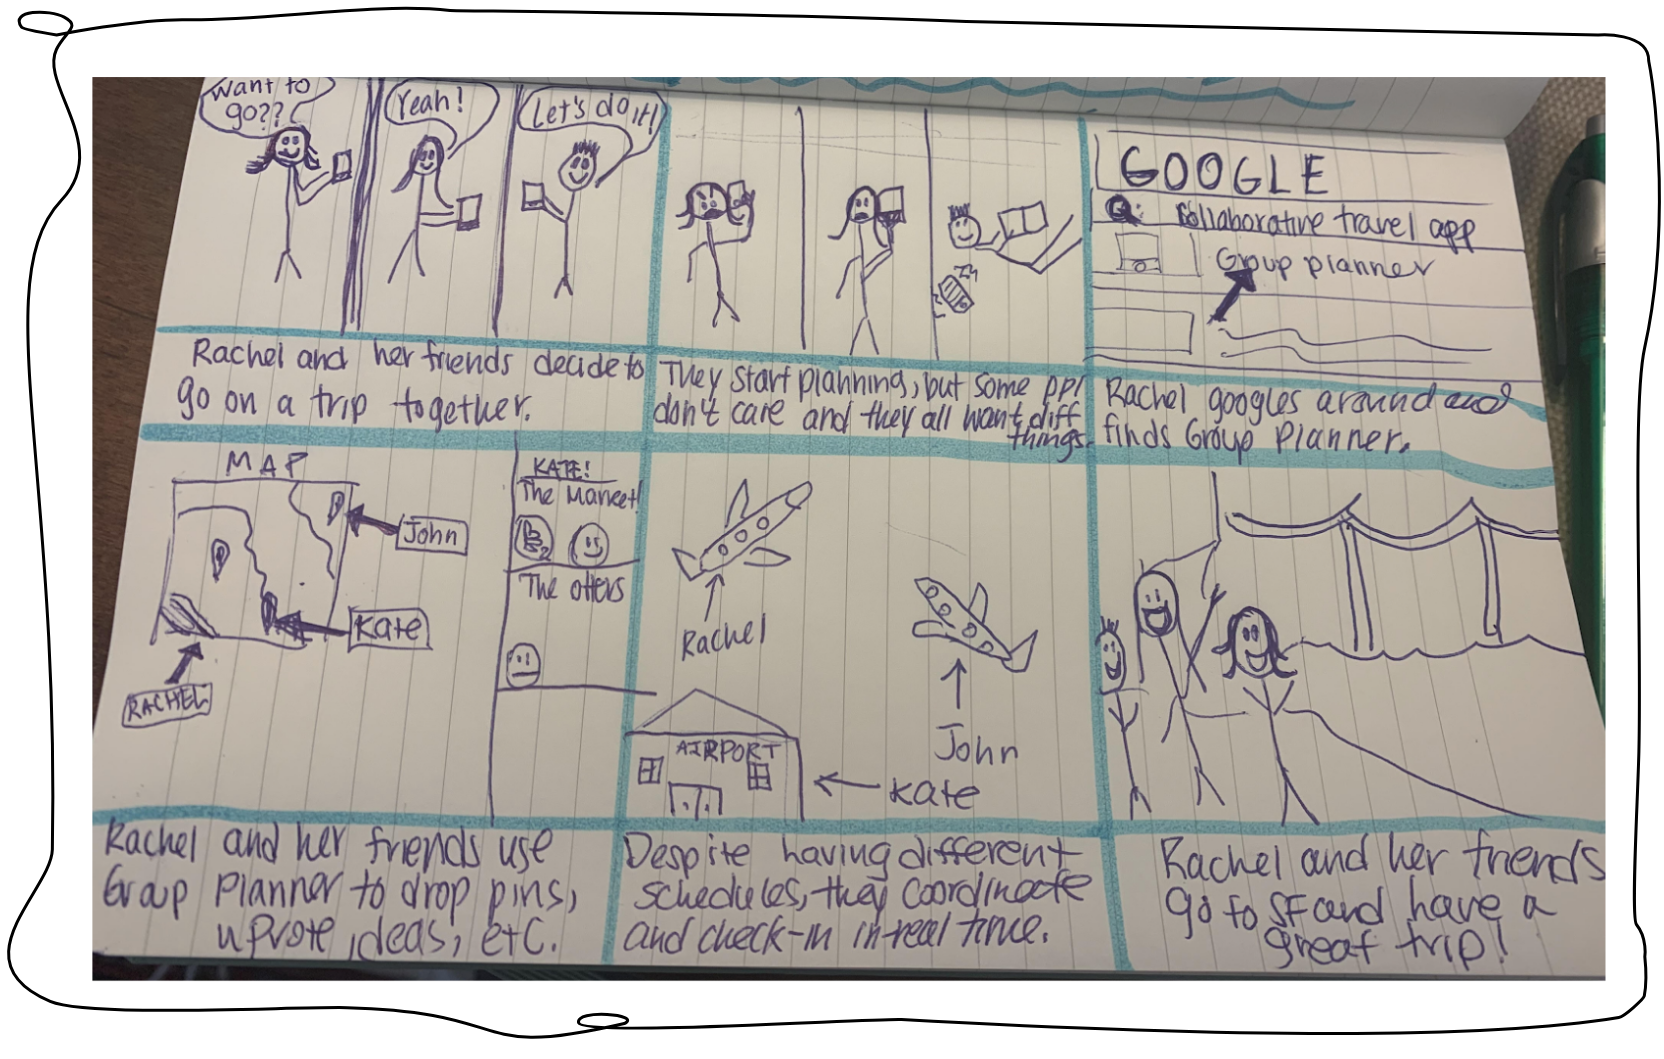 Want to
go??
Yeah!
Let's do it!
GOOGLE
Collaborative travel app
Group planner
Rachel and her friends decide to
go on a trip together.
They start planning, but some ppl
don't care and they all want diff
things.
Rachel googles around and
finds Group Planner.
MAP
John
Kate
RACHEL
KATE!
The Market!
The otters
Rachel
John
AIRPORT
Kate
Rachel and her friends use
Group Planner to drop pins,
upvote ideas, etc.
Despite having different
schedules, they coordinate
and check-in in real time.
Rachel and her friends
go to SF and have a
great trip!